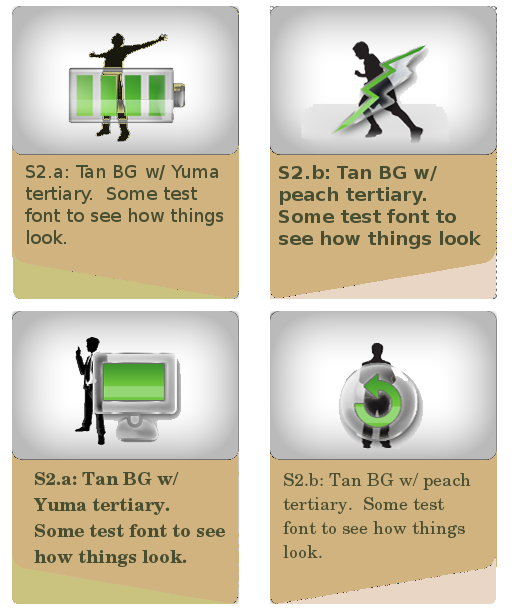 S2.a: Tan BG w/ Yuma
tertiary.  Some test
font to see how things
look.
S2.b: Tan BG w/
peach tertiary.
Some test font to
see how things look
S2.a: Tan BG w/
Yuma tertiary.
Some test font to see
how things look.
S2.b: Tan BG w/ peach
tertiary.  Some test
font to see how things
look.